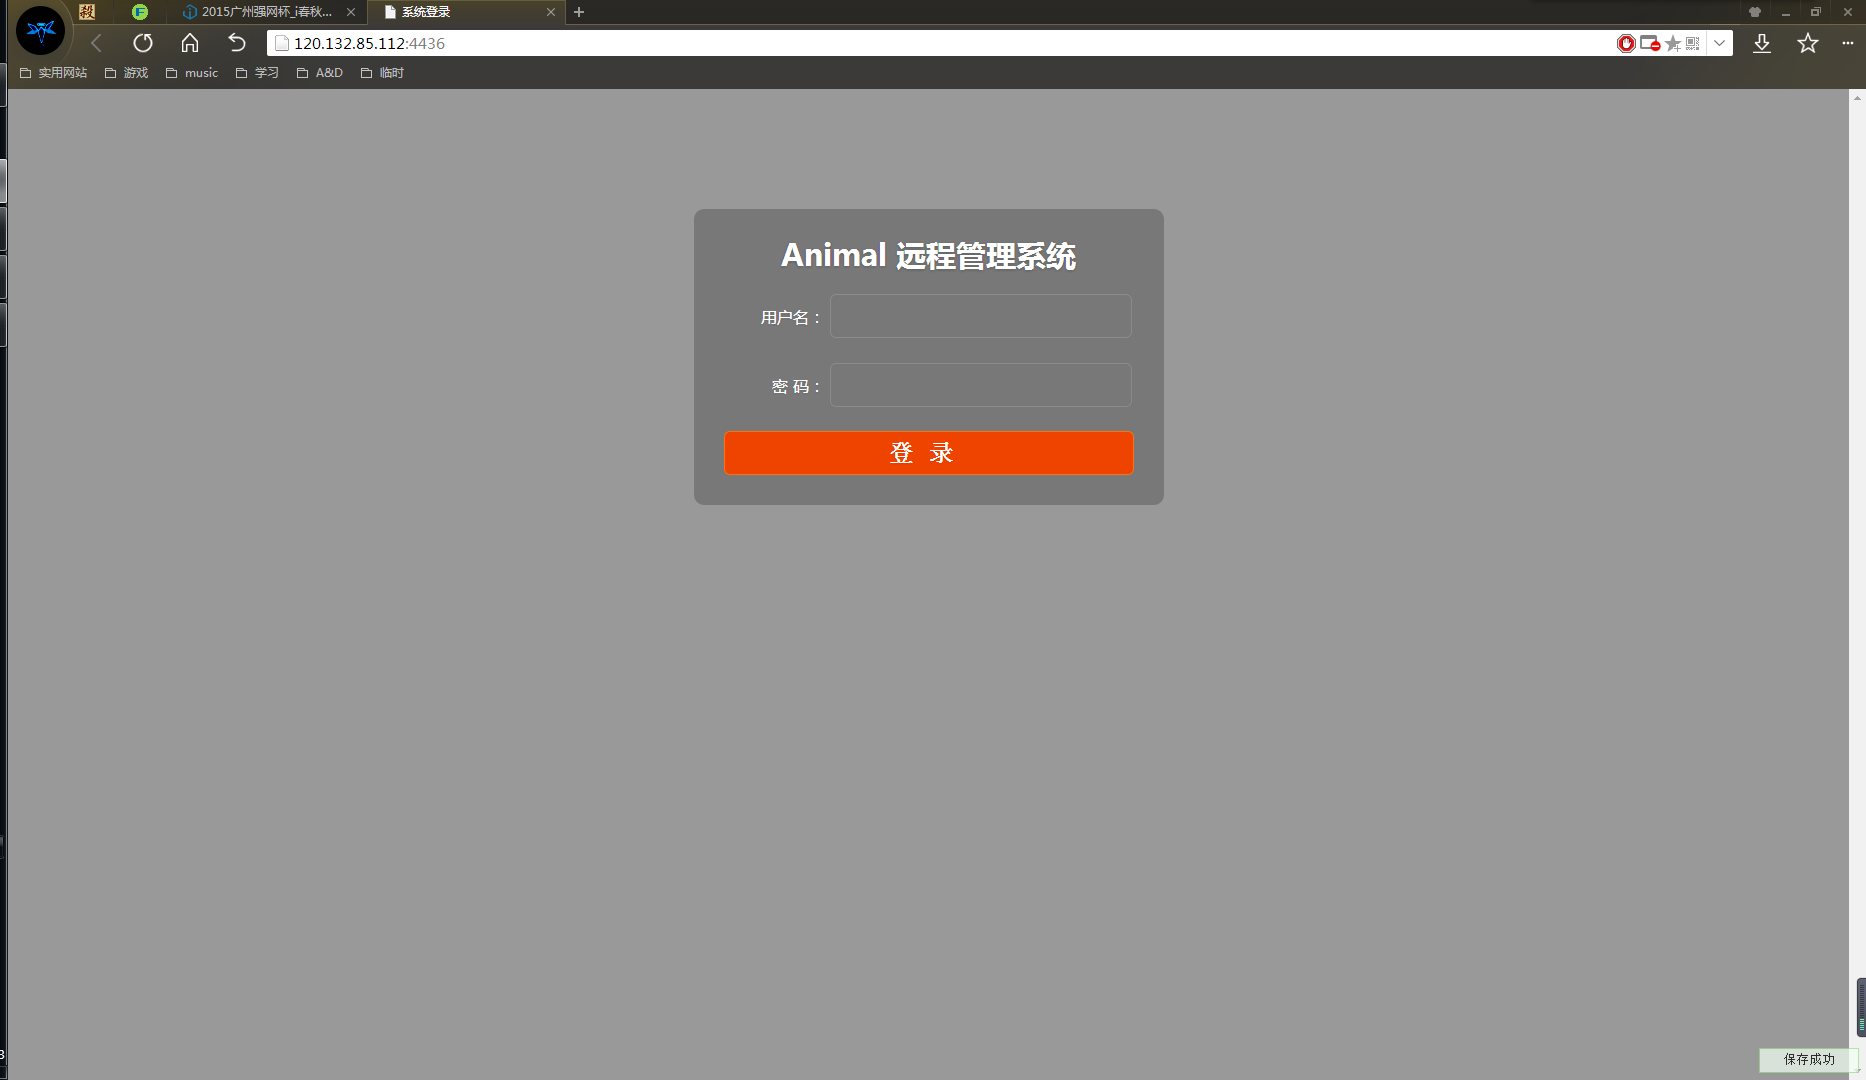 殺
2015广州强网杯_i春秋...
系统登录
120.132.85.112:4436
实用网站
游戏
music
学习
A&D
临时
Animal 远程管理系统
用户名：
密 码：
登 录
3
保存成功